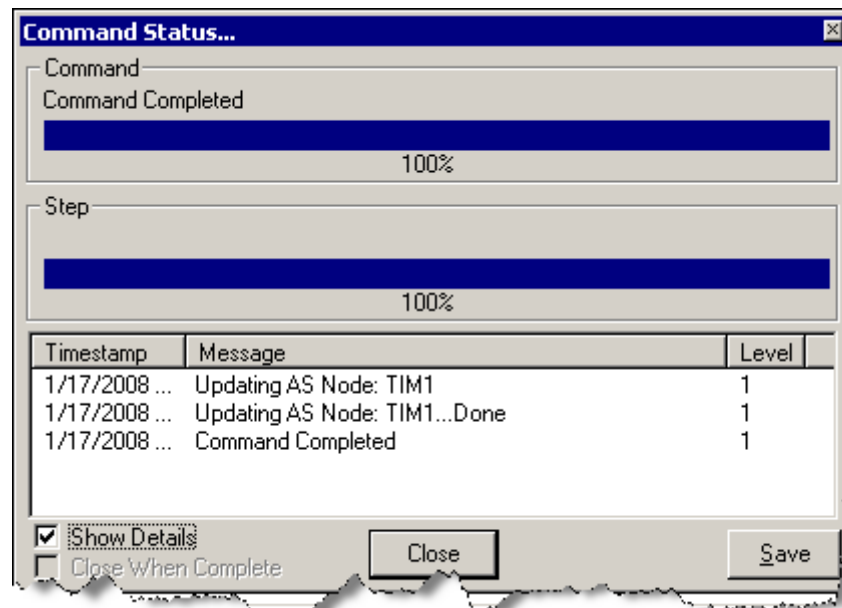 Command Status...
Command
Command Completed
100%
Step
100%
Timestamp Message Level
1/17/2008 ... Updating AS Node: TIM1 1
1/17/2008 ... Updating AS Node: TIM1...Done 1
1/17/2008 ... Command Completed 1
Show Details
Close When Complete
Close
Save